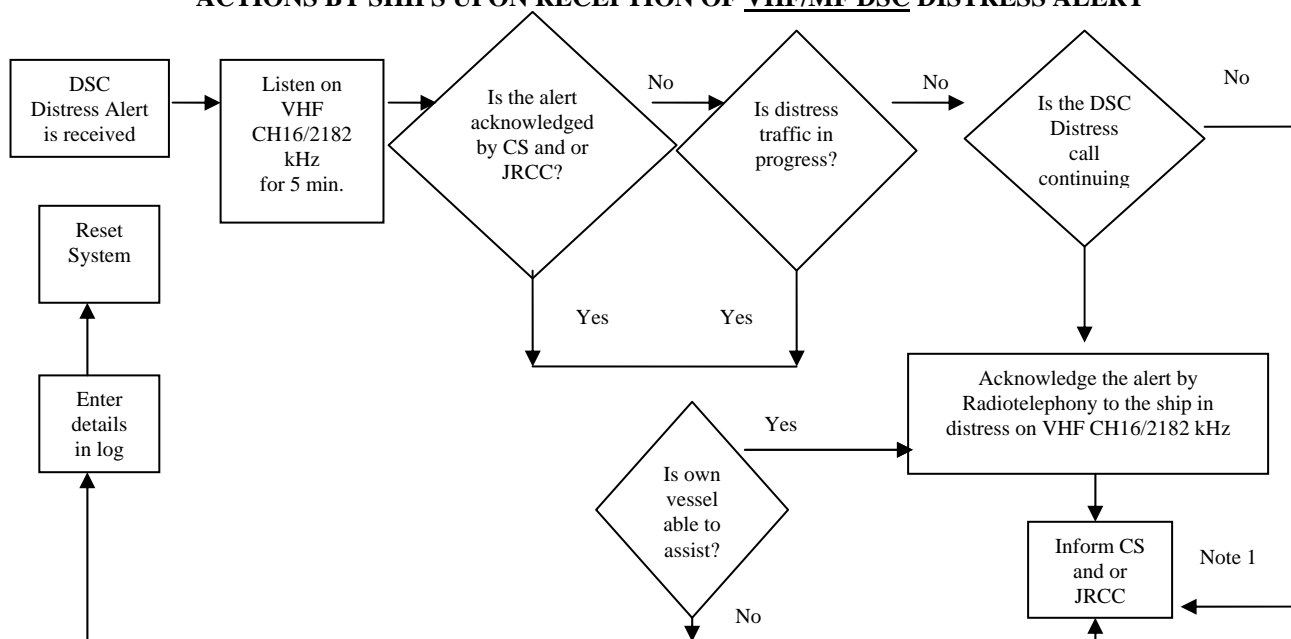 ACTIONS BY SHIPS UPON RECEPTION OF VHF/MF DSC DISTRESS ALERT
DSC
Distress Alert
is received
Listen on
VHF
CH16/2182
kHz
for 5 min.
Is the alert
acknowledged
by CS and or
JRCC?
No
Is distress
traffic in
progress?
No
Is the DSC
Distress
call
continuing
No
Reset
System
Yes
Yes
Enter
details
in log
Acknowledge the alert by
Radiotelephony to the ship in
distress on VHF CH16/2182 kHz
Yes
Is own
vessel
able to
assist?
Inform CS
and or
JRCC
Note 1
No